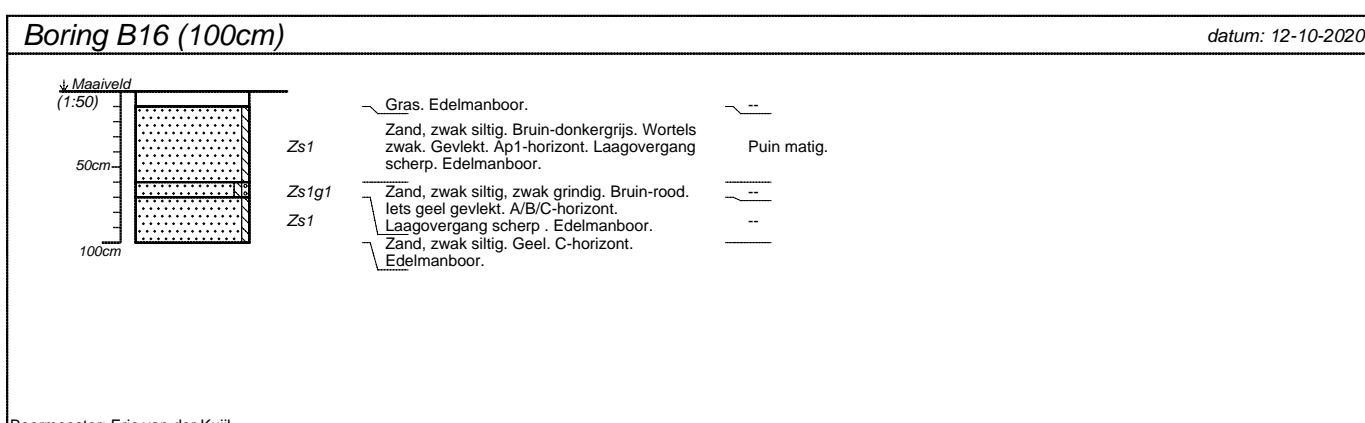 Boring B16 (100cm)
datum: 12-10-2020
Maaiveld
(1:50)
Gras. Edelmanboor.
--
Zs1
Zand, zwak siltig. Bruin-donkergrijs. Wortels
zwak. Gevlekt. Ap1-horizont. Laagovergang
scherp. Edelmanboor.
Puin matig.
50cm
Zs1g1
Zand, zwak siltig, zwak grindig. Bruin-rood.
Iets geel gevlekt. A/B/C-horizont.
Laagovergang scherp . Edelmanboor.
--
Zs1
Zand, zwak siltig. Geel. C-horizont.
Edelmanboor.
--
100cm